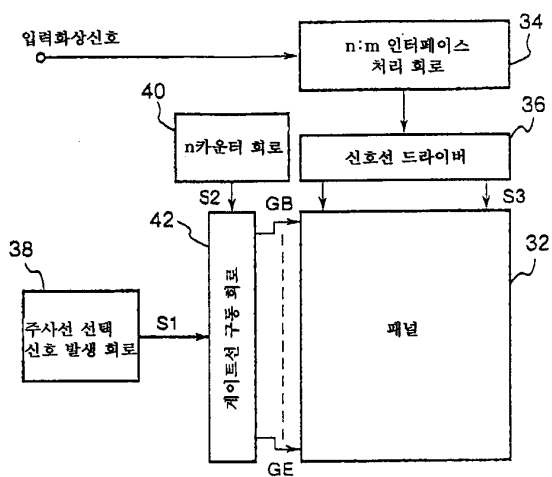 입력화상신호
n:m 인터페이스
처리 회로
34
40
n카운터 회로
36
신호선 드라이버
S2
GB
S3
42
32
38
주사선 선택
신호 발생 회로
S1
게이트선 구동 회로
패널
GE